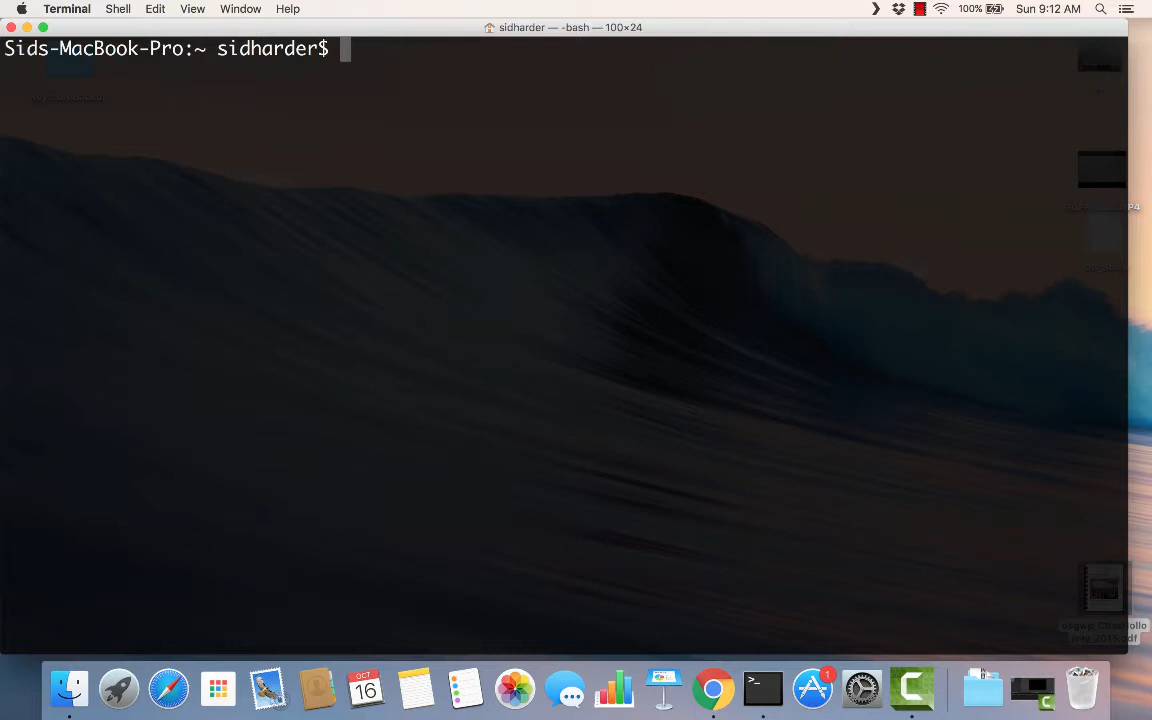 Terminal Shell Edit View Window Help 100% Sun 9:12 AM
sidharder — -bash — 100×24
Sids-MacBook-Pro:~ sidharder$
P4
OCT
16
1
>_
C
C